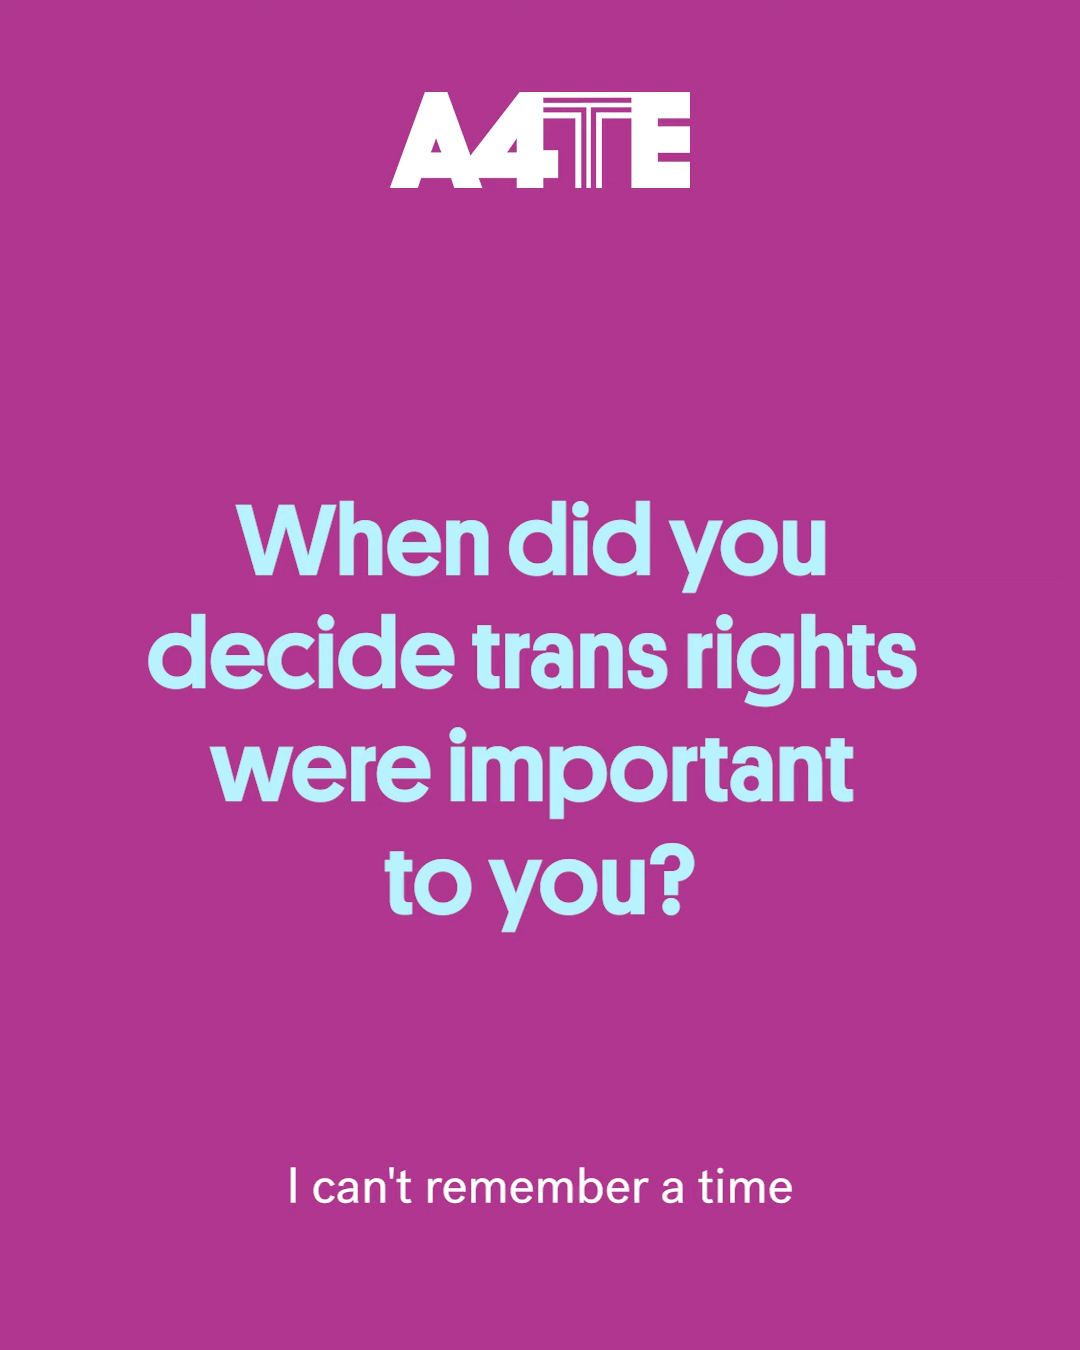 A4TE
When did you
decide trans rights
were important
to you?
I can't remember a time